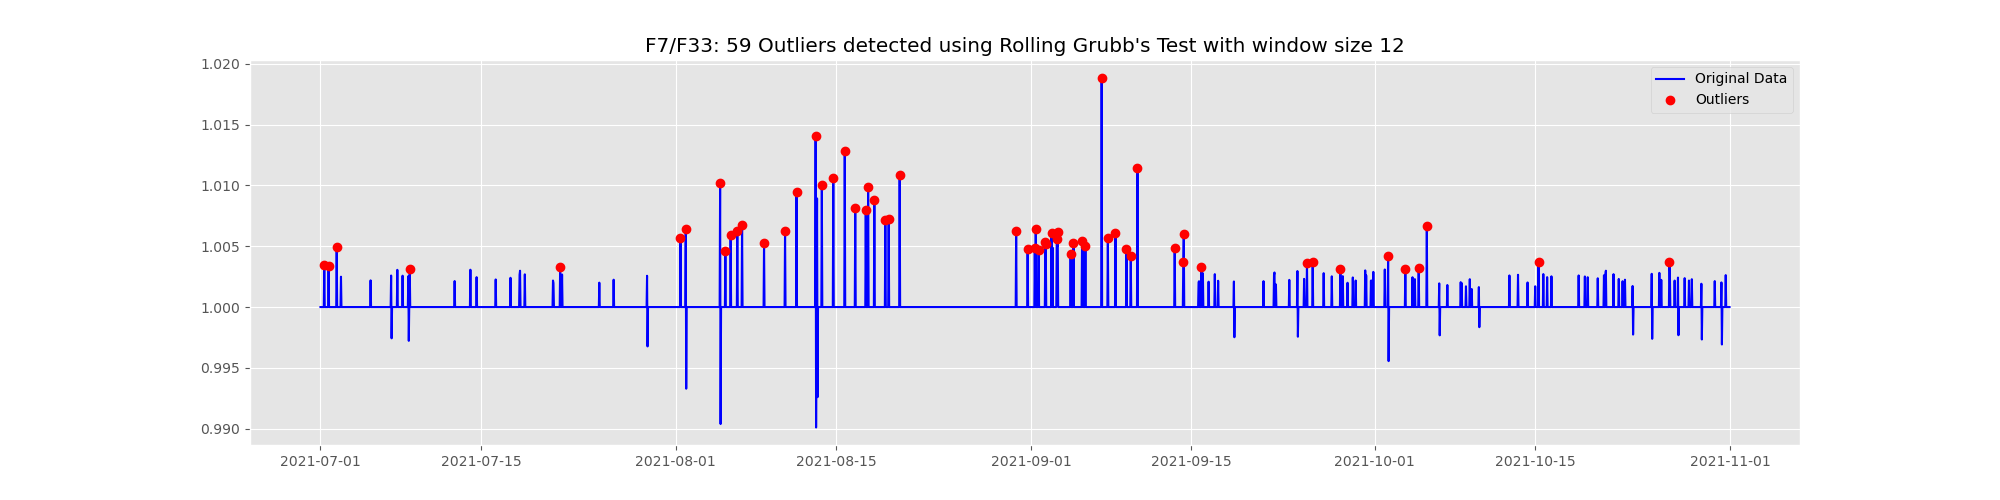 F7/F33: 59 Outliers detected using Rolling Grubb's Test with window size 12
1.020
1.015
1.010
1.005
1.000
0.995
0.990
Original Data
Outliers
2021-07-01 2021-07-15 2021-08-01 2021-08-15 2021-09-01 2021-09-15 2021-10-01 2021-10-15 2021-11-01